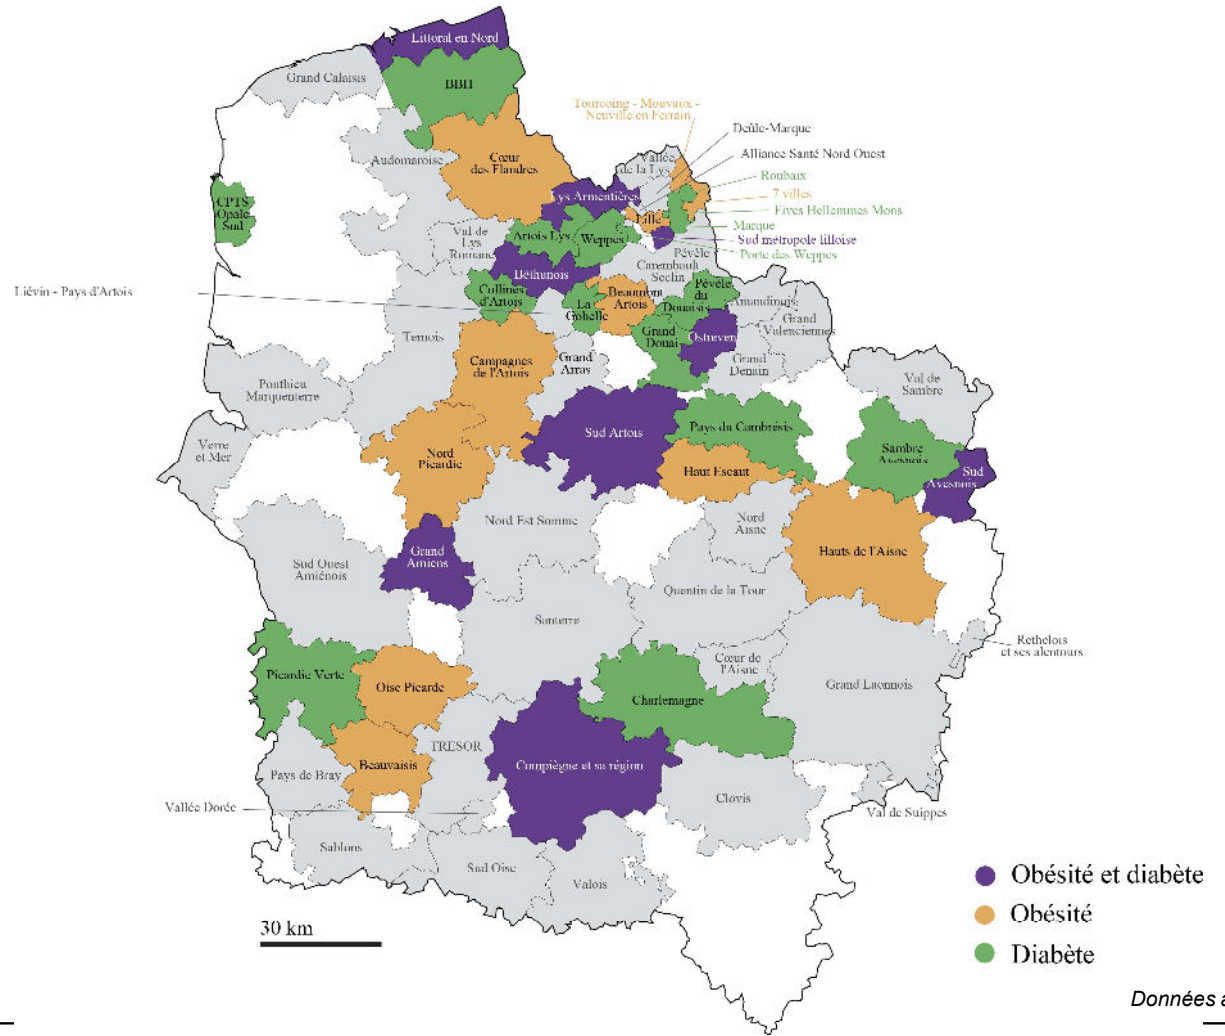 Littoral en Nord
Grand Calaisis
BBH
Tourcoing - Mouvaux -
Neuville en Ferrain
Deûle-Marque
Alliance Santé Nord Ouest
Audomaroise
Cœur
des Flandres
Vallée
de la Lys
Roubaix
7 villes
Fives Hellemmes Mons
Marque
Sud métropole lilloise
Porte des Weppes
CPTS
Opale
Sud
Lys Armentières
Lille
Val de
Lys
Romane
Artois Lys
Weppes
Pévèle
Carembault
Seclin
Béthunois
Liévin - Pays d'Artois
Collines
d'Artois
La
Gohelle
Beaumont
Artois
Pévèle
du
Douaisis
Amandinois
Grand
Valenciennes
Ternois
Grand
Douai
Ostrevent
Grand
Denain
Campagnes
de l'Artois
Grand
Arras
Ponthieu
Marquenterre
Val de
Sambre
Verre
et Mer
Nord
Picardie
Sud Artois
Pays du Cambrésis
Sambre
Avesnois
Sud
Avesnois
Haut Escaut
Nord Est Somme
Nord
Aisne
Hauts de l'Aisne
Grand
Amiens
Sud Ouest
Amiénois
Quentin de la Tour
Santerre
Rethelois
et ses alentours
Cœur de
l'Aisne
Picardie Verte
Oise Picarde
Charlemagne
Grand Laonnois
TRESOR
Pays de Bray
Beauvaisis
Compiègne et sa région
Clovis
Vallée Dorée
Val de Suippes
Sablons
Sud Oise
Valois
30 km
Obésité et diabète
Obésité
Diabète
Données